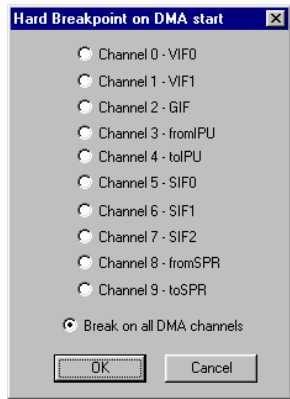 Hard Breakpoint on DMA start
Channel 0 - VIF0
Channel 1 - VIF1
Channel 2 - GIF
Channel 3 - fromIPU
Channel 4 - toIPU
Channel 5 - SIF0
Channel 6 - SIF1
Channel 7 - SIF2
Channel 8 - fromSPR
Channel 9 - toSPR
Break on all DMA channels
OK Cancel